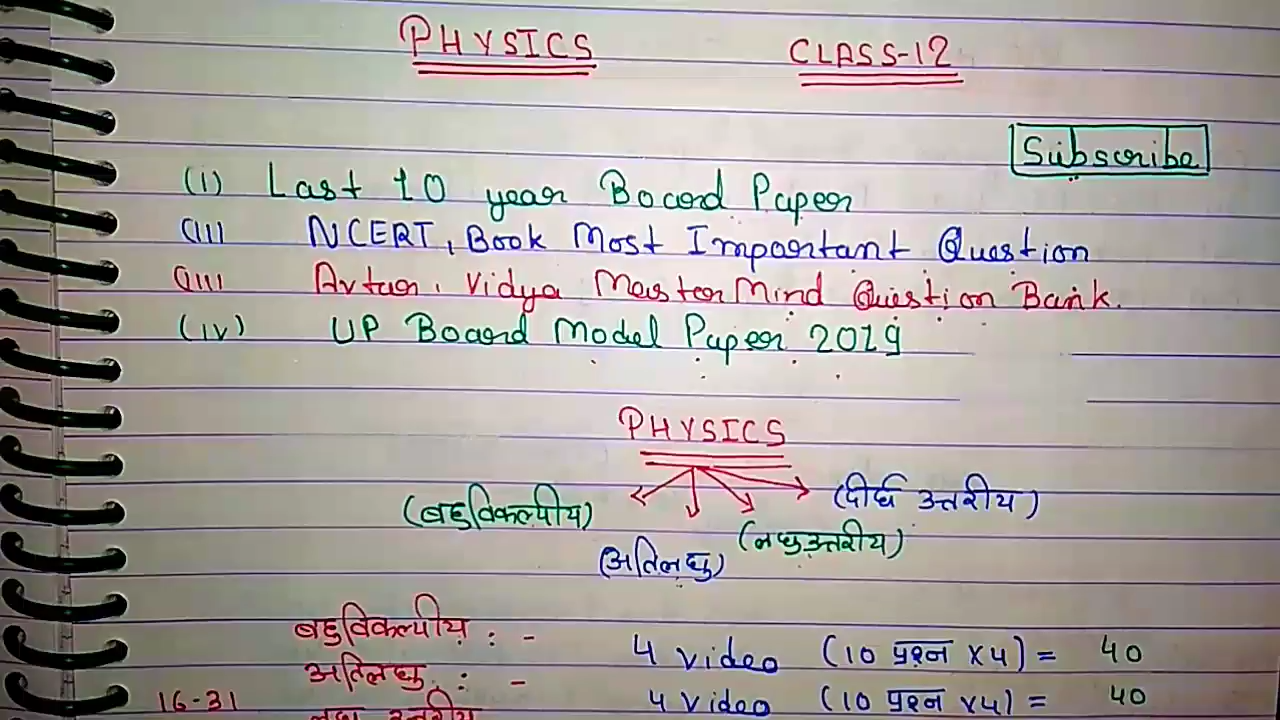 PHYSICS CLASS-12
Subscribe
(i) Last 10 year Board Paper
(ii) NCERT, Book Most Important Question
(iii) Vidya Master Mind Question Bank.
(iv) UP Board Model Paper 2019
PHYSICS
(बहुविकल्पीय) (दीर्घ उत्तरीय)
(अतिलघु) (लघुउत्तरीय)
बहुविकल्पीय : - 4 video (10 प्रश्न x4) = 40
अतिलघु : - 4 video (10 प्रश्न x4) = 40
16-31